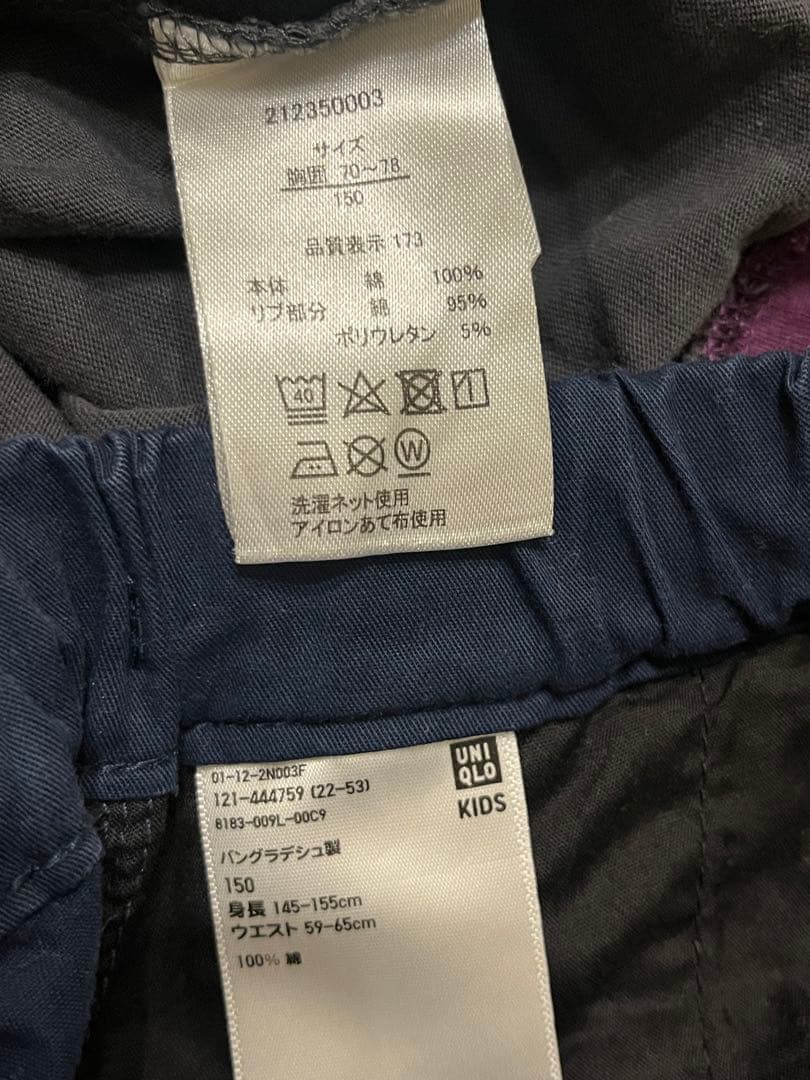 212350003
サイズ
胸囲 70～78
150
品質表示 173
本体 綿 100%
リブ部分 綿 95%
ポリウレタン 5%
40
W
洗濯ネット使用
アイロンあて布使用
01-12-2N003F
121-444759 (22-53)
8183-009L-00C9
UNI
QLO
KIDS
バングラデシュ製
150
身長 145-155cm
ウエスト 59-65cm
100% 綿